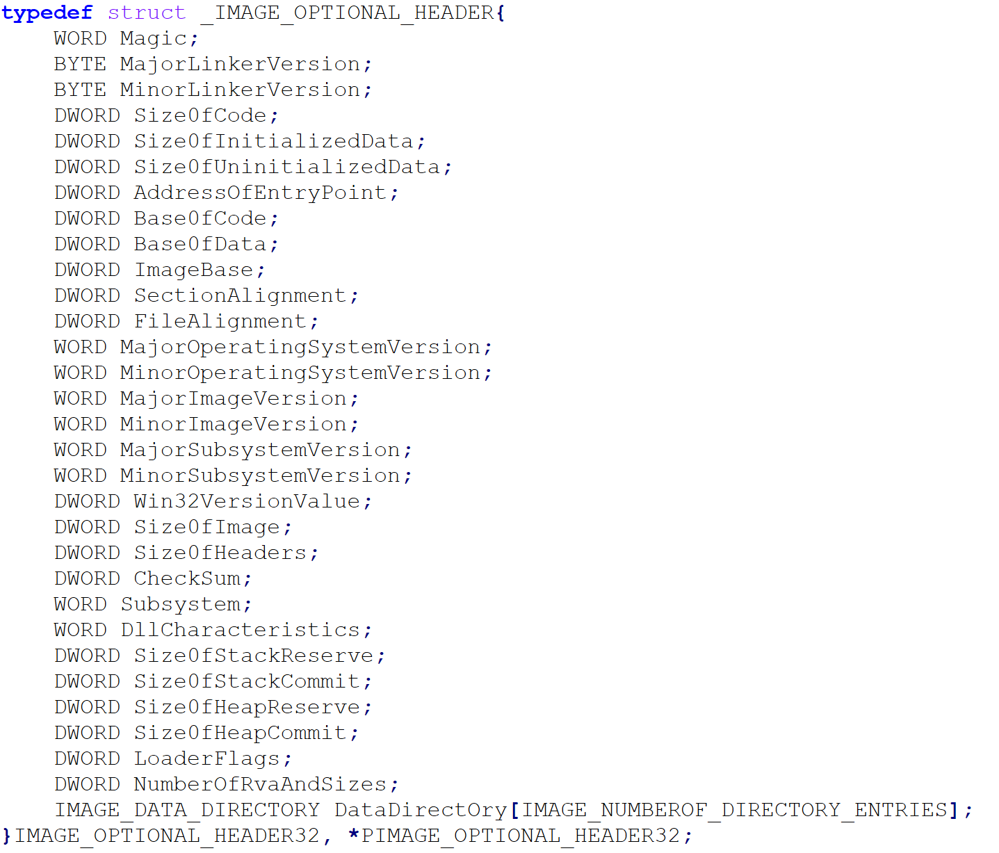 typedef struct _IMAGE_OPTIONAL_HEADER{
WORD Magic;
BYTE MajorLinkerVersion;
BYTE MinorLinkerVersion;
DWORD Size0fCode;
DWORD Size0fInitializedData;
DWORD Size0fUninitializedData;
DWORD AddressOfEntryPoint;
DWORD Base0fCode;
DWORD Base0fData;
DWORD ImageBase;
DWORD SectionAlignment;
DWORD FileAlignment;
WORD MajorOperatingSystemVersion;
WORD MinorOperatingSystemVersion;
WORD MajorImageVersion;
WORD MinorImageVersion;
WORD MajorSubsystemVersion;
WORD MinorSubsystemVersion;
DWORD Win32VersionValue;
DWORD Size0fImage;
DWORD Size0fHeaders;
DWORD CheckSum;
WORD Subsystem;
WORD DllCharacteristics;
DWORD Size0fStackReserve;
DWORD Size0fStackCommit;
DWORD Size0fHeapReserve;
DWORD Size0fHeapCommit;
DWORD LoaderFlags;
DWORD NumberOfRvaAndSizes;
IMAGE_DATA_DIRECTORY DataDirectOry[IMAGE_NUMBEROF_DIRECTORY_ENTRIES];
}IMAGE_OPTIONAL_HEADER32, *PIMAGE_OPTIONAL_HEADER32;